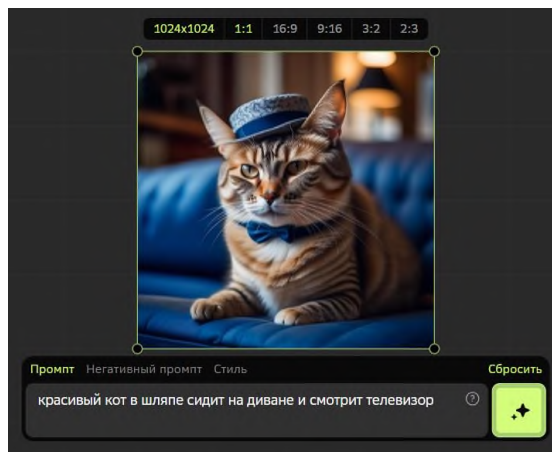 1024x1024 1:1 16:9 9:16 3:2 2:3
Промпт Негативный промпт Стиль Сбросить
красивый кот в шляпе сидит на диване и смотрит телевизор ?